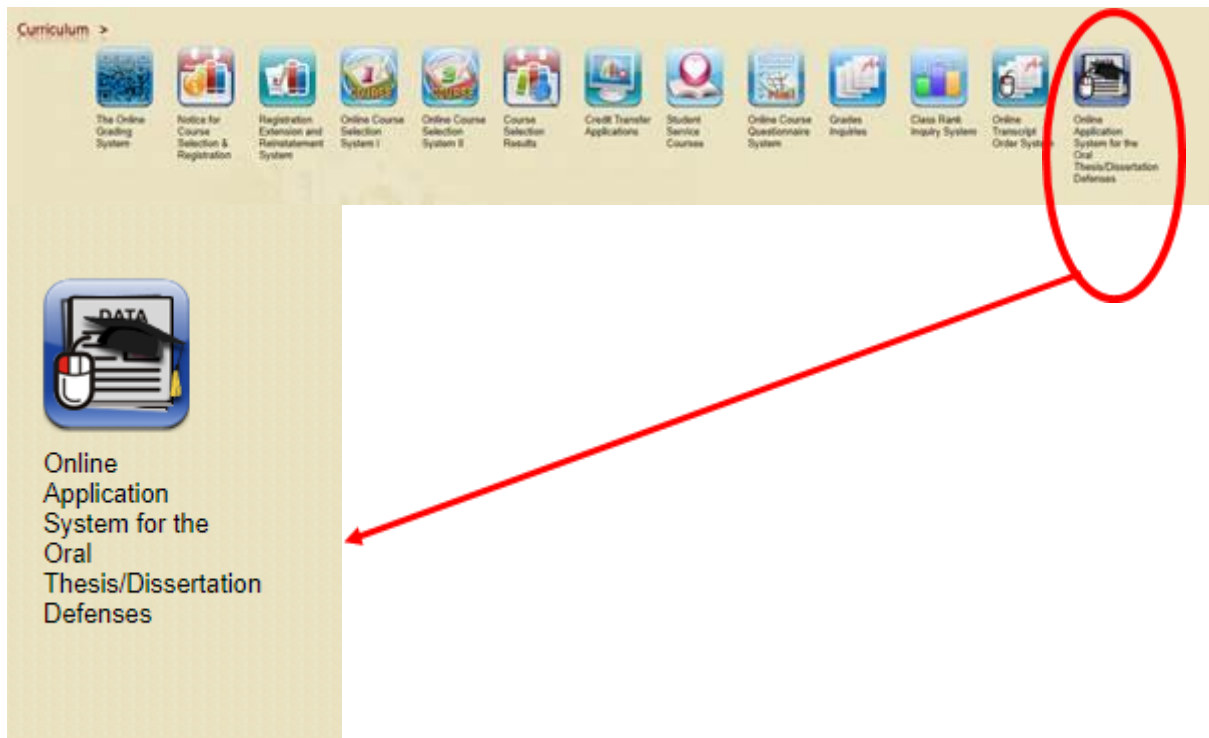 Curriculum >
The Online
Grading
System
Notice for
Course
Selection &
Registration
Registration
Extension and
Reinstatement
System
Online Course
Selection
System I
Online Course
Selection
System II
Course
Selection
Results
Credit Transfer
Applications
Student
Service
Courses
Online Course
Questionnaire
System
Grades
Inquiries
Class Rank
Inquiry System
Online
Transcript
Order System
Online
Application
System for the
Oral
Thesis/Dissertation
Defenses
DATA
Online
Application
System for the
Oral
Thesis/Dissertation
Defenses